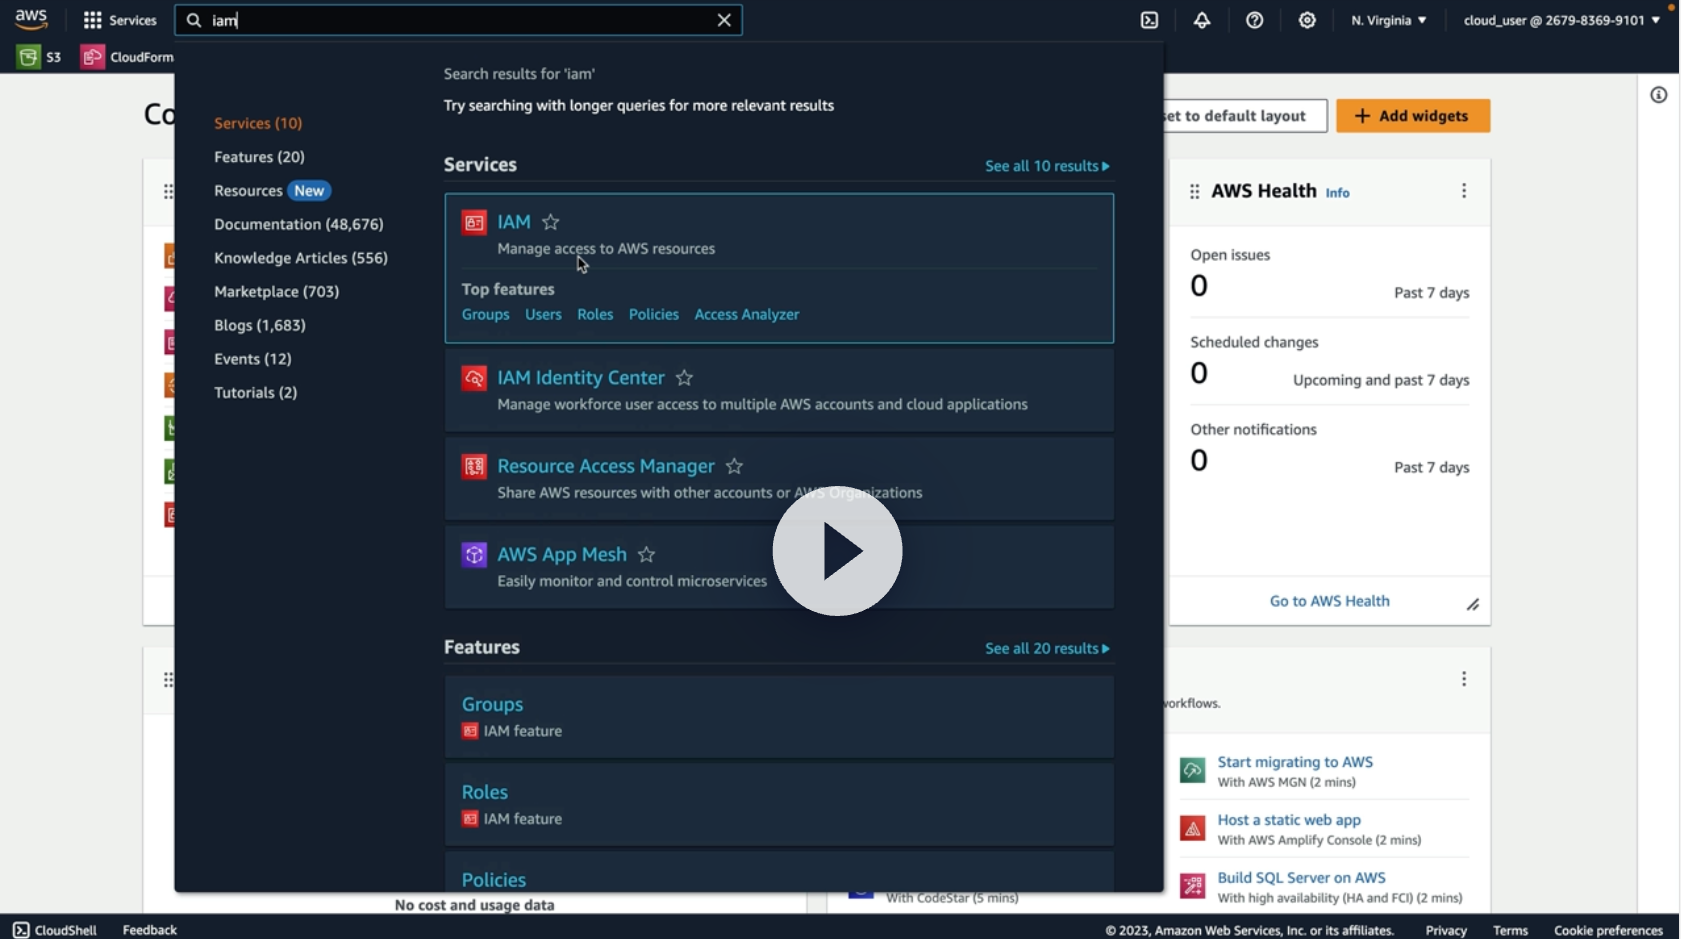 aws
Services
iam
N. Virginia
cloud_user @ 2679-8369-9101
S3
CloudForm
Search results for 'iam'
Try searching with longer queries for more relevant results
Services (10)
Features (20)
Resources New
Documentation (48,676)
Knowledge Articles (556)
Marketplace (703)
Blogs (1,683)
Events (12)
Tutorials (2)
Services
See all 10 results
IAM
Manage access to AWS resources
Top features
Groups Users Roles Policies Access Analyzer
IAM Identity Center
Manage workforce user access to multiple AWS accounts and cloud applications
Resource Access Manager
Share AWS resources with other accounts or AWS Organizations
AWS App Mesh
Easily monitor and control microservices
Features
See all 20 results
Groups
IAM feature
Roles
IAM feature
Policies
Co
set to default layout
Add widgets
AWS Health Info
Open issues
0
Past 7 days
Scheduled changes
0
Upcoming and past 7 days
Other notifications
0
Past 7 days
Go to AWS Health
workflows.
Start migrating to AWS
With AWS MGN (2 mins)
Host a static web app
With AWS Amplify Console (2 mins)
Build SQL Server on AWS
With high availability (HA and FCI) (2 mins)
No cost and usage data
With CodeStar (5 mins)
CloudShell
Feedback
© 2023, Amazon Web Services, Inc. or its affiliates.
Privacy
Terms
Cookie preferences